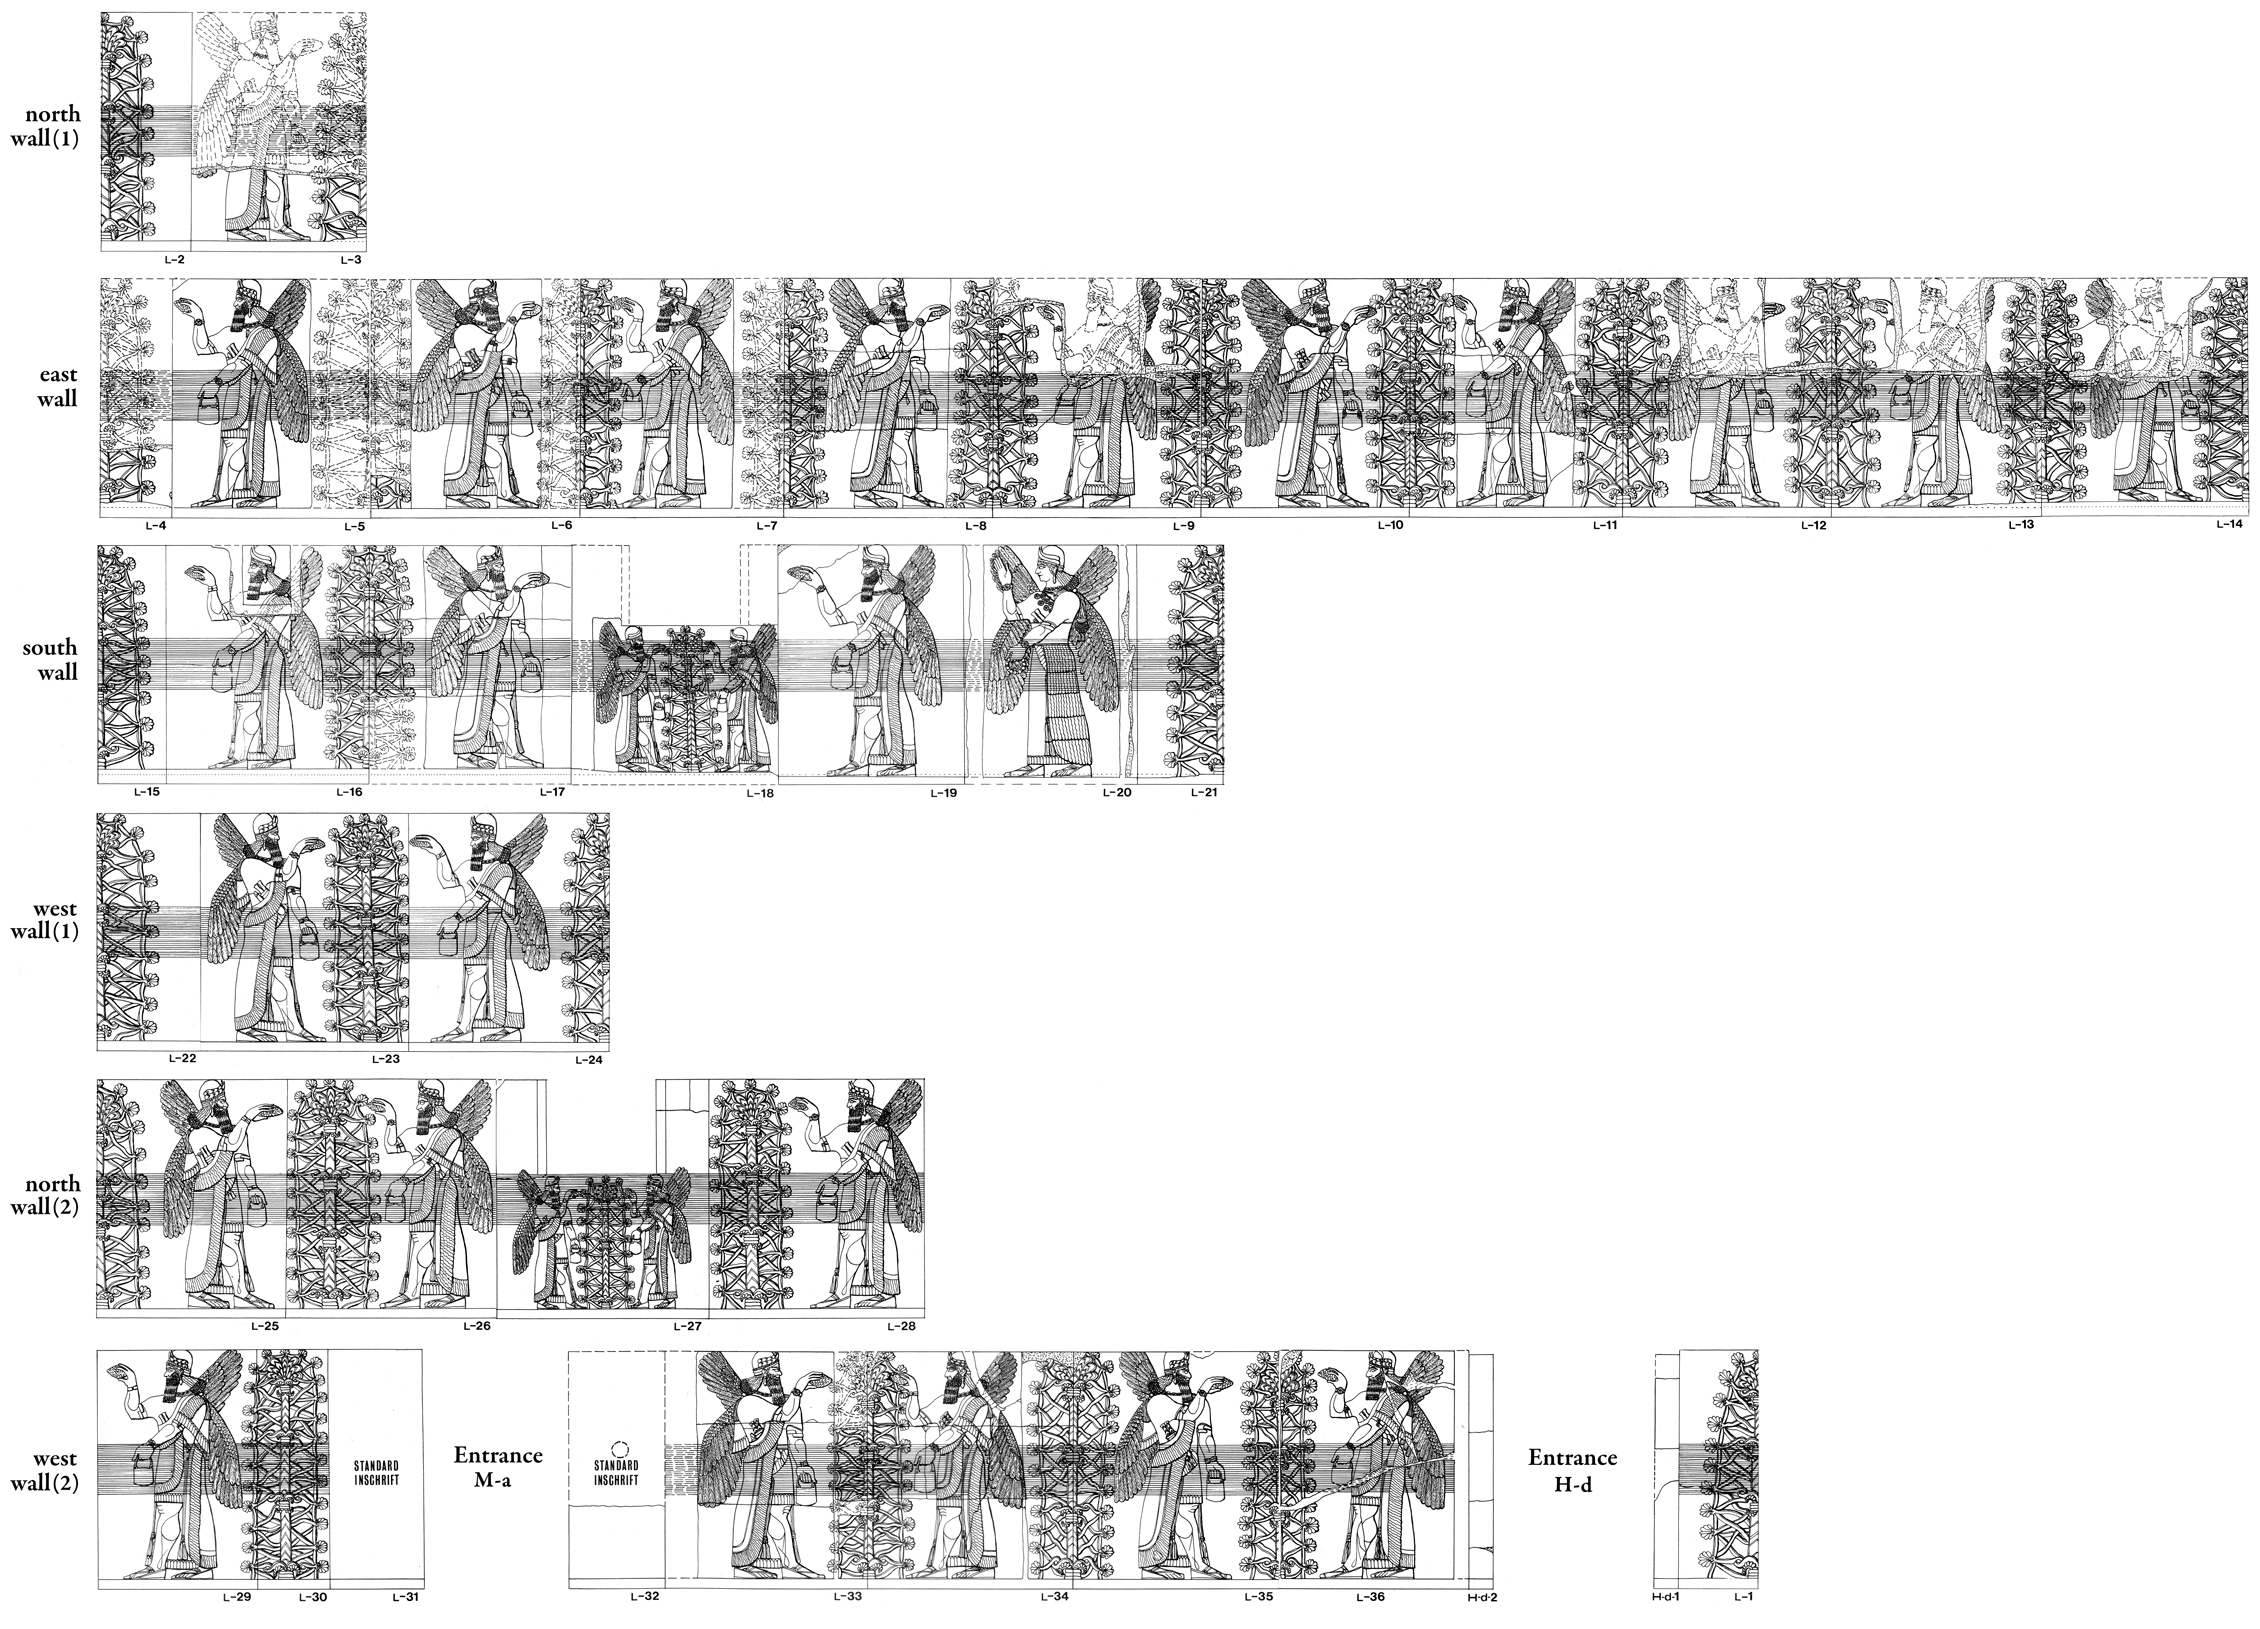 north
wall(1)
L-2
L-3
east
wall
L-4
L-5
L-6
L-7
L-8
L-9
L-10
L-11
L-12
L-13
L-14
south
wall
L-15
L-16
L-17
L-18
L-19
L-20
L-21
west
wall(1)
L-22
L-23
L-24
north
wall(2)
L-25
L-26
L-27
L-28
west
wall(2)
STANDARD
INSCHRIFT
Entrance
M-a
STANDARD
INSCHRIFT
Entrance
H-d
L-29
L-30
L-31
L-32
L-33
L-34
L-35
L-36
H-d-2
H-d-1
L-1